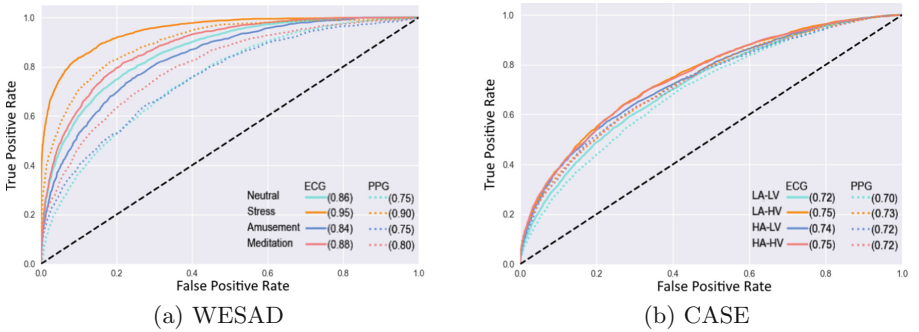 True Positive Rate
1.0
0.8
0.6
0.4
0.2
0.0
0.0 0.2 0.4 0.6 0.8 1.0
False Positive Rate
ECG PPG
Neutral (0.86) (0.75)
Stress (0.95) (0.90)
Amusement (0.84) (0.75)
Meditation (0.88) (0.80)
(a) WESAD
True Positive Rate
1.0
0.8
0.6
0.4
0.2
0.0
0.0 0.2 0.4 0.6 0.8 1.0
False Positive Rate
ECG PPG
LA-LV (0.72) (0.70)
LA-HV (0.75) (0.73)
HA-LV (0.74) (0.72)
HA-HV (0.75) (0.72)
(b) CASE